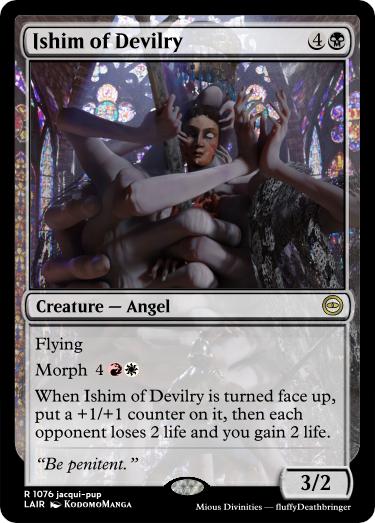 Ishim of Devilry 4
Creature — Angel
Flying
Morph 4
When Ishim of Devilry is turned face up,
put a +1/+1 counter on it, then each
opponent loses 2 life and you gain 2 life.
“Be penitent.”
3/2
R 1076 jacqui-pup
LAIR KodomoManga
Mious Divinities — fluffyDeathbringer